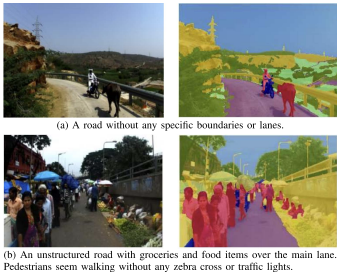 (a) A road without any specific boundaries or lanes.
(b) An unstructured road with groceries and food items over the main lane.
Pedestrians seem walking without any zebra cross or traffic lights.